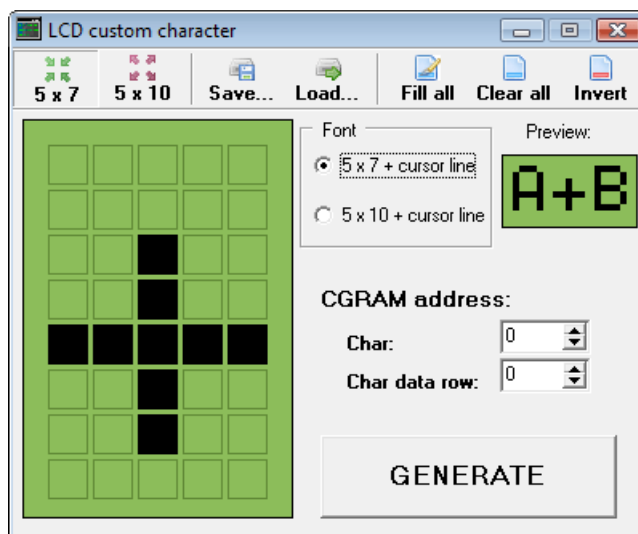 LCD custom character
5 x 7 5 x 10 Save... Load... Fill all Clear all Invert
Font
5 x 7 + cursor line
5 x 10 + cursor line
Preview:
A+B
CGRAM address:
Char: 0
Char data row: 0
GENERATE